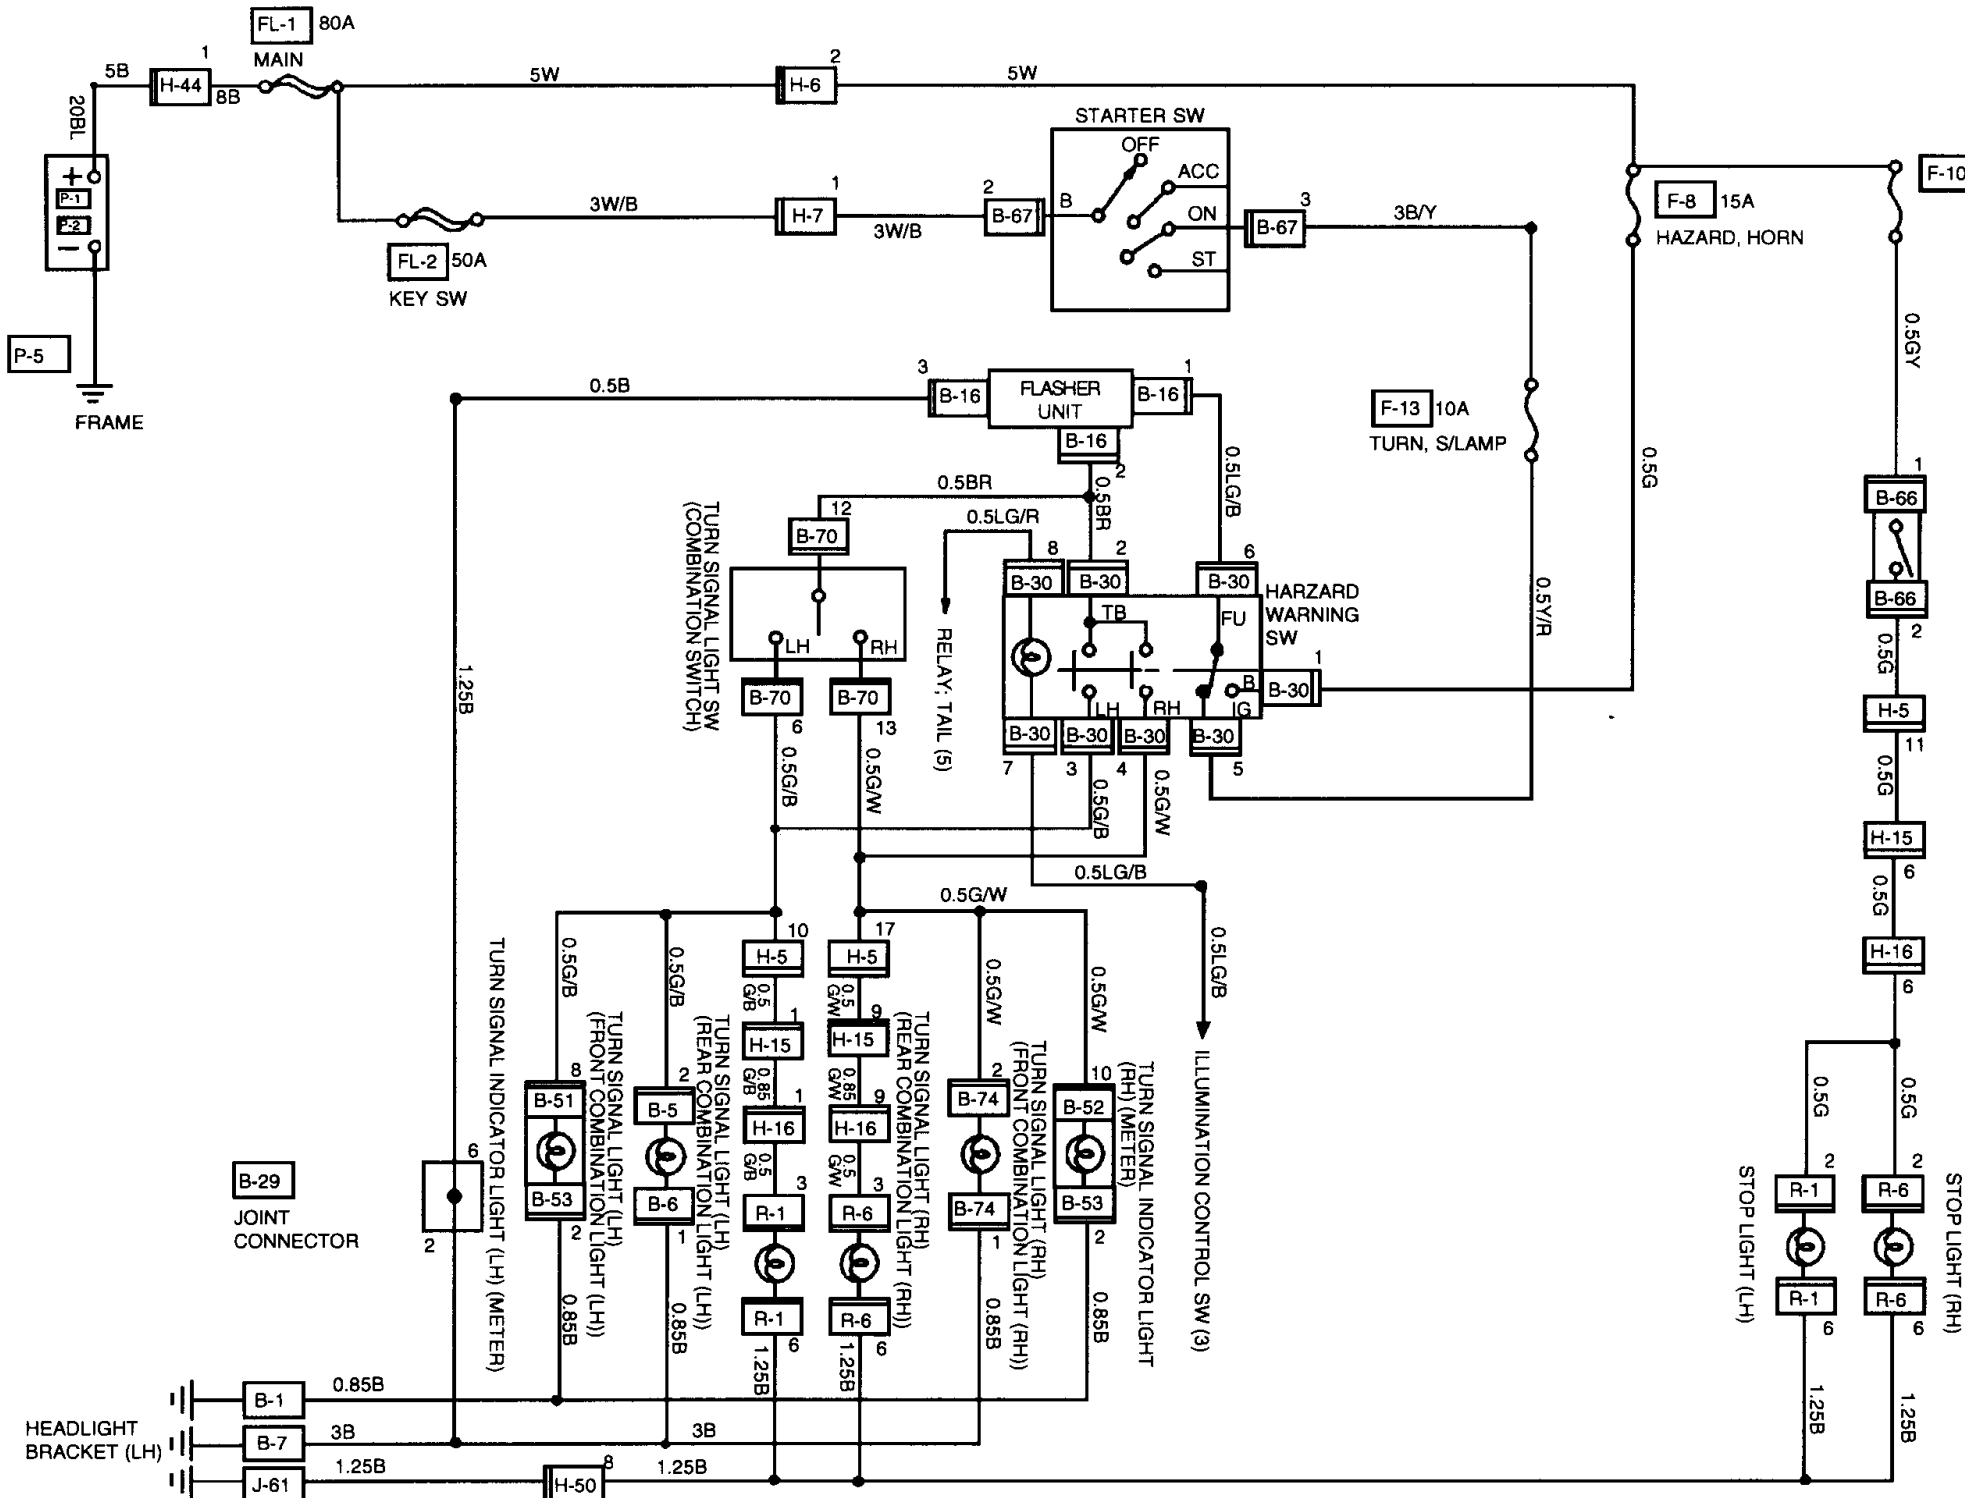 FL-1 80A
MAIN
1
5B
H-44
8B
5W
2
H-6
5W
20BL
+
P-1
P-2
−
P-5
FRAME
FL-2 50A
KEY SW
3W/B
1
H-7
3W/B
2
B-67
STARTER SW
B
OFF
ACC
ON
ST
3
B-67
3B/Y
F-8 15A
HAZARD, HORN
F-10
0.5GY
0.5B
3
B-16
FLASHER
UNIT
1
B-16
B-16
2
F-13 10A
TURN, S/LAMP
0.5G
0.5LG/B
0.5BR
0.5BR
0.5LG/R
12
B-70
TURN SIGNAL LIGHT SW
(COMBINATION SWITCH)
LH
RH
B-70
6
B-70
13
RELAY; TAIL (5)
8
B-30
2
B-30
6
B-30
HARZARD
WARNING
SW
TB
FU
LH
RH
B
IG
1
B-30
B-30
7
B-30
3
B-30
4
B-30
5
0.5Y/R
1
B-66
B-66
2
0.5G
H-5
11
0.5G
H-15
6
0.5G
H-16
6
1.25B
0.5G/B
0.5G/W
0.5G/B
0.5G/W
0.5LG/B
0.5G/W
0.5LG/B
ILLUMINATION CONTROL SW (3)
0.5G/B
0.5G/B
10
H-5
0.5
G/B
1
H-15
0.85
G/B
1
H-16
0.5
G/B
3
R-1
R-1
6
1.25B
17
H-5
0.5
G/W
9
H-15
0.85
G/W
9
H-16
0.5
G/W
3
R-6
R-6
6
1.25B
0.5G/W
0.5G/W
TURN SIGNAL INDICATOR LIGHT (LH) (METER)
8
B-51
B-53
2
0.85B
TURN SIGNAL LIGHT (LH)
(FRONT COMBINATION LIGHT (LH))
2
B-5
B-6
1
0.85B
TURN SIGNAL LIGHT (LH)
(REAR COMBINATION LIGHT (LH))
TURN SIGNAL LIGHT (RH)
(REAR COMBINATION LIGHT (RH))
2
B-74
B-74
1
0.85B
TURN SIGNAL LIGHT (RH)
(FRONT COMBINATION LIGHT (RH))
10
B-52
B-53
2
0.85B
TURN SIGNAL INDICATOR LIGHT
(RH) (METER)
B-29
JOINT
CONNECTOR
6
2
0.5G
0.5G
STOP LIGHT (LH)
2
R-1
R-1
6
1.25B
2
R-6
R-6
6
1.25B
STOP LIGHT (RH)
B-1
0.85B
HEADLIGHT
BRACKET (LH)
B-7
3B
3B
J-61
1.25B
8
H-50
1.25B